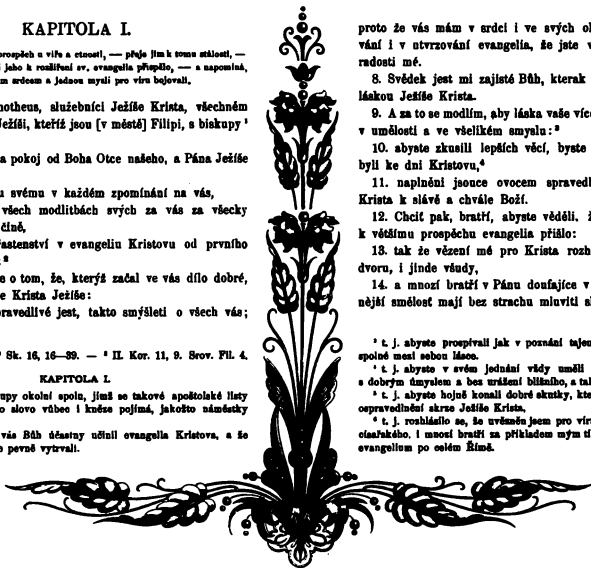 KAPITOLA I.
prospěch u víře a ctnosti, — přeje jim k tomu stálosti, —
jeho k rozšíření sv. evangelia přispělo, — a napomíná,
m srdcem a jednou myslí pro víru bojovali.
notheus, služebníci Ježíše Krista, všechněm
Ježíši, kteříž jsou [v městě] Filipi, s biskupy ¹
a pokoj od Boha Otce našeho, a Pána Ježíše
u svému v každém zpomínání na vás,
všech modlitbách svých za vás za všecky
čině,
astenství v evangeliu Kristovu od prvního
²
e o tom, že, kterýž začal ve vás dílo dobré,
e Krista Ježíše:
ravedlivé jest, takto smýšleti o všech vás;
Sk. 16, 16—39. — ² II. Kor. 11, 9. Srov. Fil. 4.
KAPITOLA I.
upy okolní spolu, jimž se takové apoštolské listy
o slovo vůbec i kněze pojímá, jakožto náměstky
vás Bůh účastny učinil evangelia Kristova, a že
pevně vytrvali.
proto že vás mám v srdci i ve svých ok
vání i v utvrzování evangelia, že jste v
radosti mé.
8. Svědek jest mi zajisté Bůh, kterak
láskou Ježíše Krista.
9. A za to se modlím, aby láska vaše více
v umělosti a ve všelikém smyslu: ³
10. abyste zkusili lepších věcí, byste
byli ke dni Kristovu,⁴
11. naplněni jsouce ovocem spravedl
Krista k slávě a chvále Boží.
12. Chciť pak, bratří, abyste věděli, ž
k většímu prospěchu evangelia přišlo:
13. tak že vězení mé pro Krista rozh
dvoru, i jinde všudy,
14. a mnozí bratří v Pánu doufajíce v
nější smělosť mají bez strachu mluviti sl
³ t. j. abyste prospívali jak v poznání tajem
spolné mezi sebou lásce.
⁴ t. j. abyste v svém jednání vždy uměli
s dobrým úmyslem a bez uražení bližního, a tak
⁵ t. j. abyste hojně konali dobré skutky, kte
ospravedlnění skrze Ježíše Krista,
⁶ t. j. rozhlásilo se, že uvězněn jsem pro víru
císařského, i mnozí bratří za příkladem mým tí
evangelium po celém Římě.